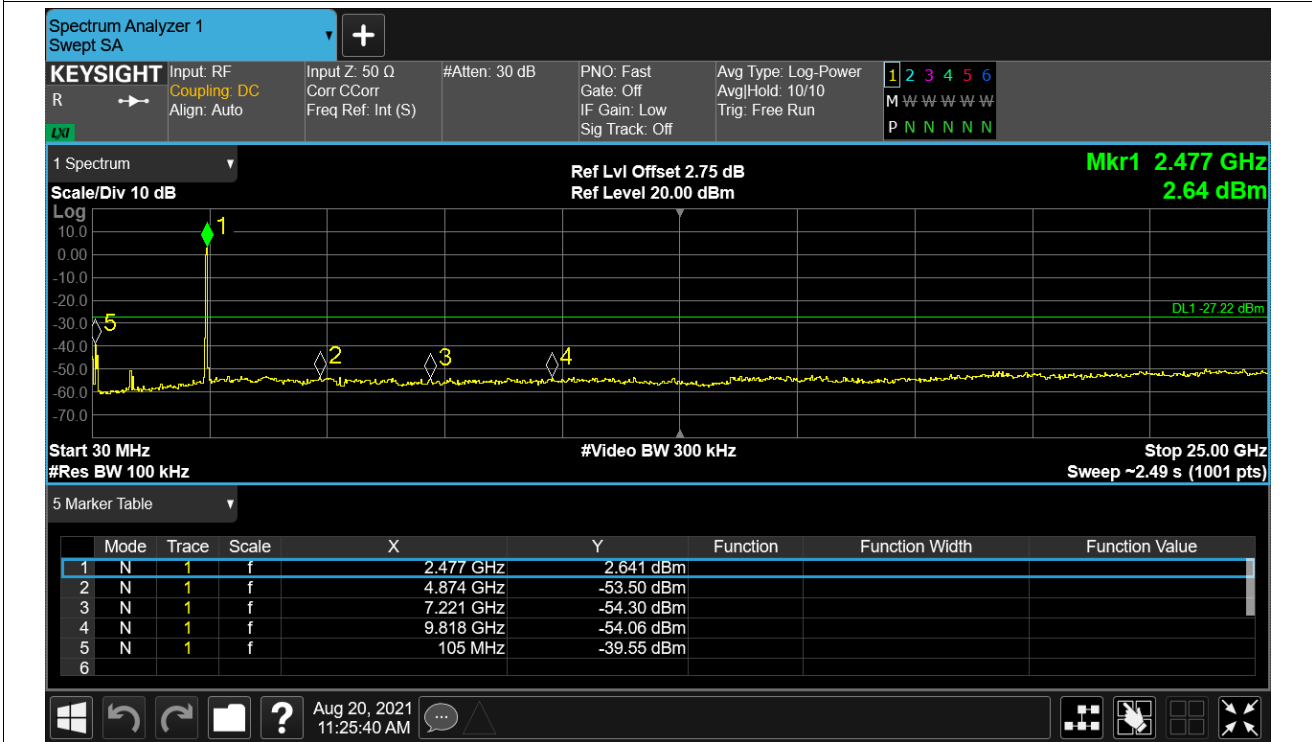 Spectrum Analyzer 1
Swept SA
KEYSIGHT
R
LXI
Input: RF
Coupling: DC
Align: Auto
Input Z: 50 Ω
Corr CCorr
Freq Ref: Int (S)
#Atten: 30 dB
PNO: Fast
Gate: Off
IF Gain: Low
Sig Track: Off
Avg Type: Log-Power
Avg|Hold: 10/10
Trig: Free Run
1 2 3 4 5 6
M W W W W W
P N N N N N
1 Spectrum
Scale/Div 10 dB
Ref Lvl Offset 2.75 dB
Ref Level 20.00 dBm
Mkr1 2.477 GHz
2.64 dBm
Log
10.0
0.00
-10.0
-20.0
-30.0
-40.0
-50.0
-60.0
-70.0
1
5
2
3
4
DL1 -27.22 dBm
Start 30 MHz
#Res BW 100 kHz
#Video BW 300 kHz
Stop 25.00 GHz
Sweep ~2.49 s (1001 pts)
5 Marker Table
Mode Trace Scale X Y Function Function Width Function Value
1 N 1 f 2.477 GHz 2.641 dBm
2 N 1 f 4.874 GHz -53.50 dBm
3 N 1 f 7.221 GHz -54.30 dBm
4 N 1 f 9.818 GHz -54.06 dBm
5 N 1 f 105 MHz -39.55 dBm
6
?
Aug 20, 2021
11:25:40 AM